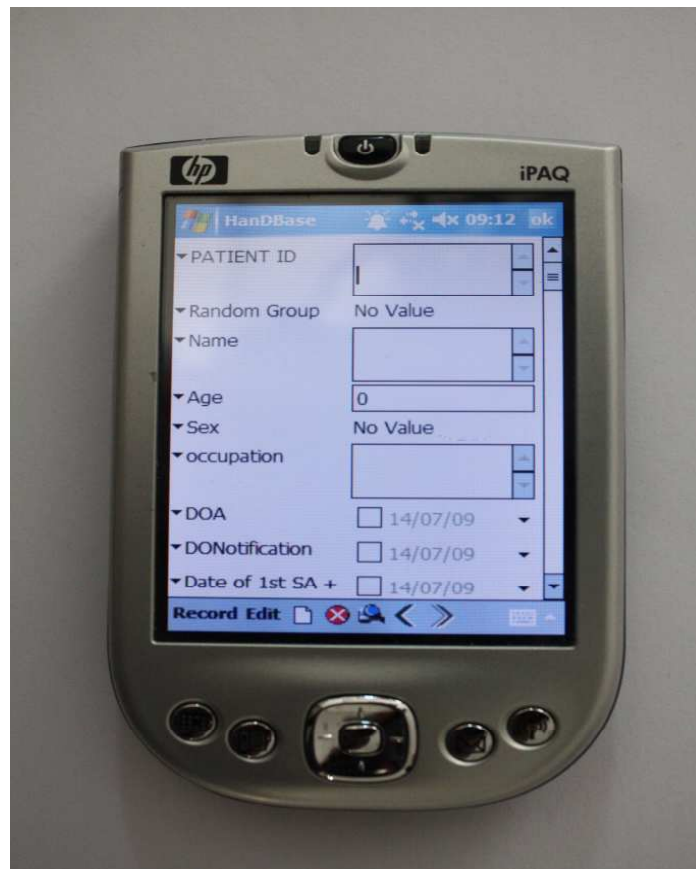 hp
iPAQ
HanDBase 09:12 ok
PATIENT ID
Random Group No Value
Name
Age 0
Sex No Value
occupation
DOA 14/07/09
DONotification 14/07/09
Date of 1st SA + 14/07/09
Record Edit